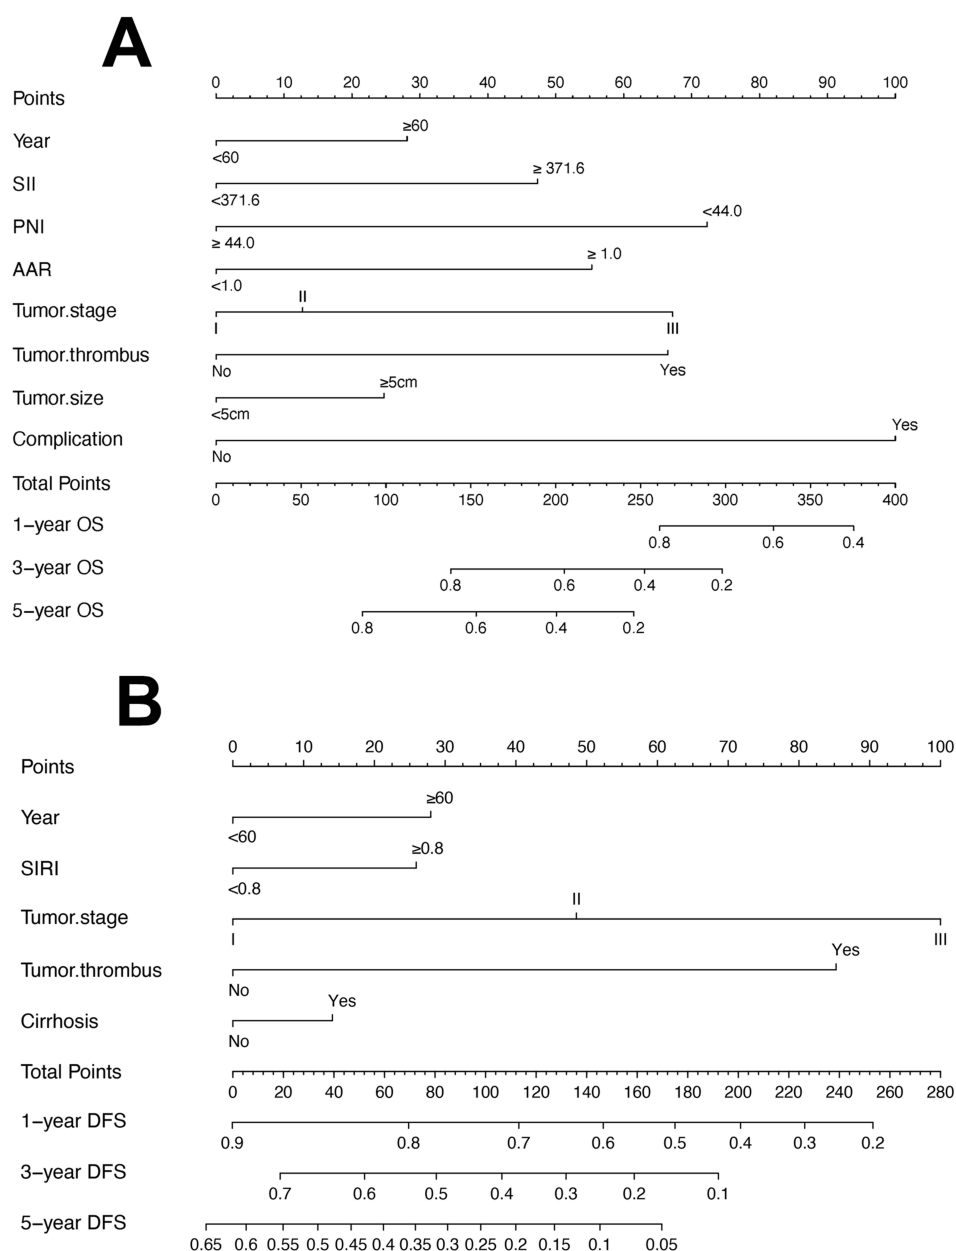 A
0 10 20 30 40 50 60 70 80 90 100
Points
≥60
Year
<60
≥ 371.6
SII
<371.6
<44.0
PNI
≥ 44.0
≥ 1.0
AAR
<1.0
II
Tumor.stage
I III
Tumor.thrombus
No Yes
≥5cm
Tumor.size
<5cm
Yes
Complication
No
Total Points
0 50 100 150 200 250 300 350 400
1−year OS
0.8 0.6 0.4
3−year OS
0.8 0.6 0.4 0.2
5−year OS
0.8 0.6 0.4 0.2
B
0 10 20 30 40 50 60 70 80 90 100
Points
≥60
Year
<60
≥0.8
SIRI
<0.8
II
Tumor.stage
I III
Yes
Tumor.thrombus
No
Yes
Cirrhosis
No
Total Points
0 20 40 60 80 100 120 140 160 180 200 220 240 260 280
1−year DFS
0.9 0.8 0.7 0.6 0.5 0.4 0.3 0.2
3−year DFS
0.7 0.6 0.5 0.4 0.3 0.2 0.1
5−year DFS
0.65 0.6 0.55 0.5 0.45 0.4 0.35 0.3 0.25 0.2 0.15 0.1 0.05